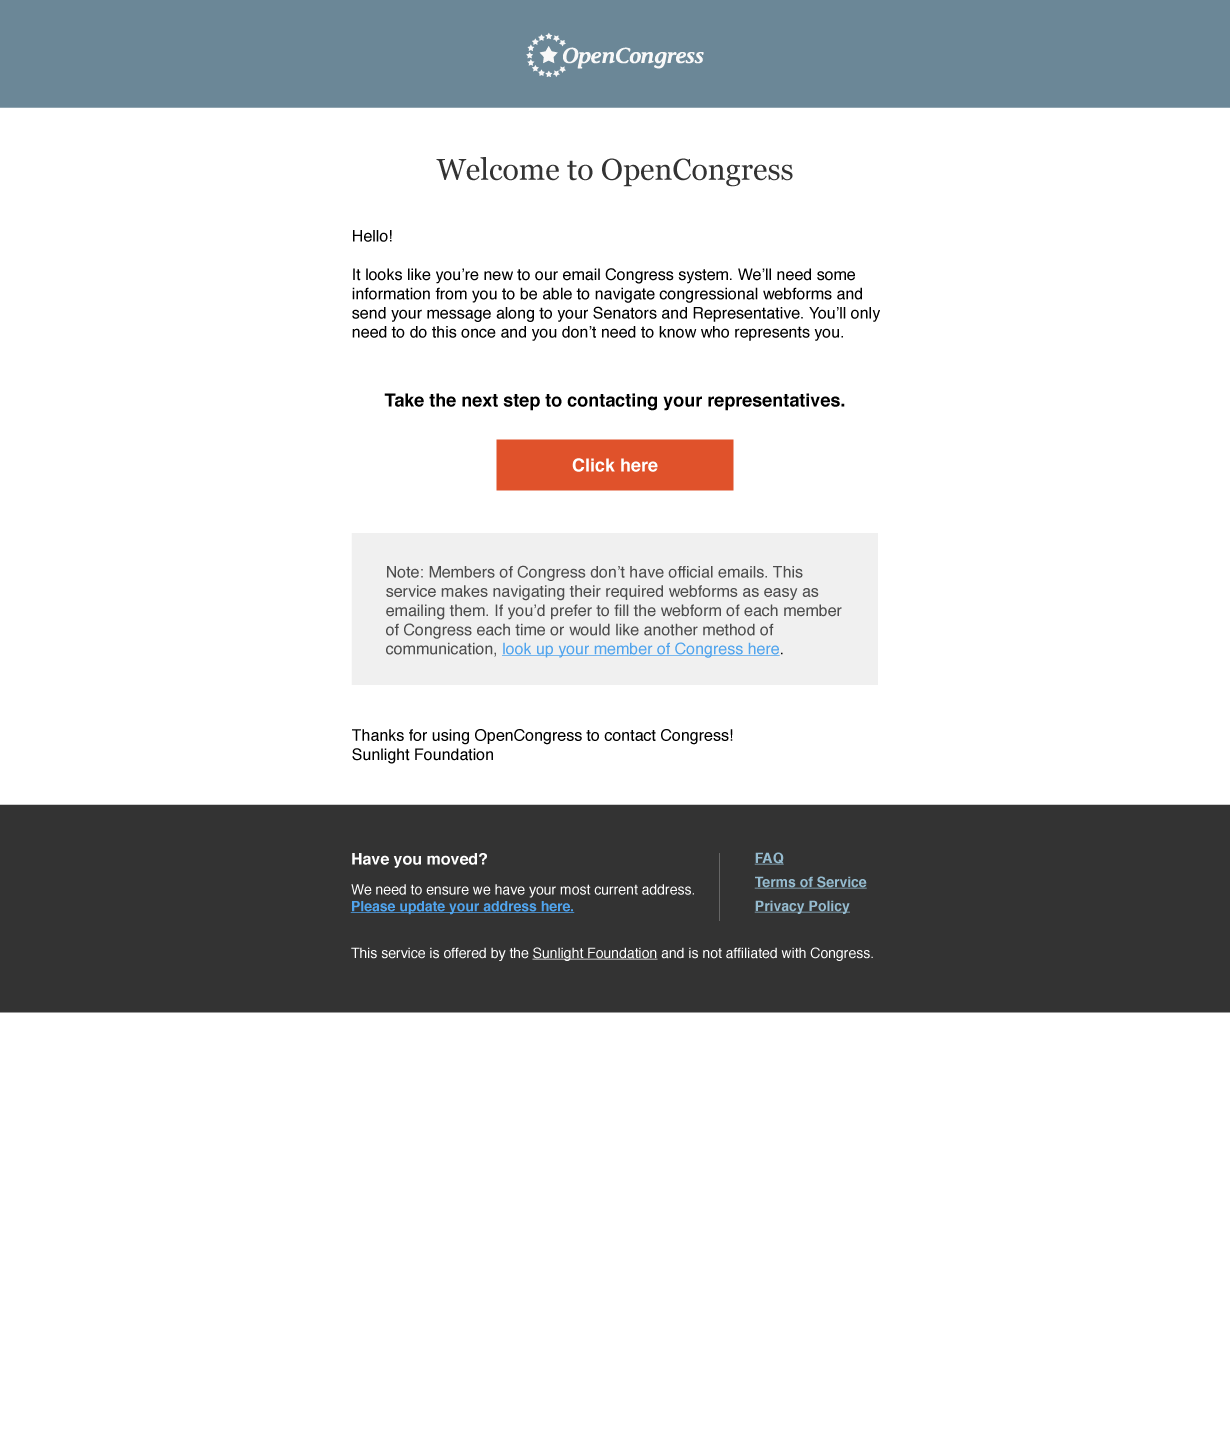 OpenCongress
Welcome to OpenCongress
Hello!
It looks like you’re new to our email Congress system. We’ll need some
information from you to be able to navigate congressional webforms and
send your message along to your Senators and Representative. You’ll only
need to do this once and you don’t need to know who represents you.
Take the next step to contacting your representatives.
Click here
Note: Members of Congress don’t have official emails. This
service makes navigating their required webforms as easy as
emailing them. If you’d prefer to fill the webform of each member
of Congress each time or would like another method of
communication, look up your member of Congress here.
Thanks for using OpenCongress to contact Congress!
Sunlight Foundation
Have you moved?
We need to ensure we have your most current address.
Please update your address here.
FAQ
Terms of Service
Privacy Policy
This service is offered by the Sunlight Foundation and is not affiliated with Congress.